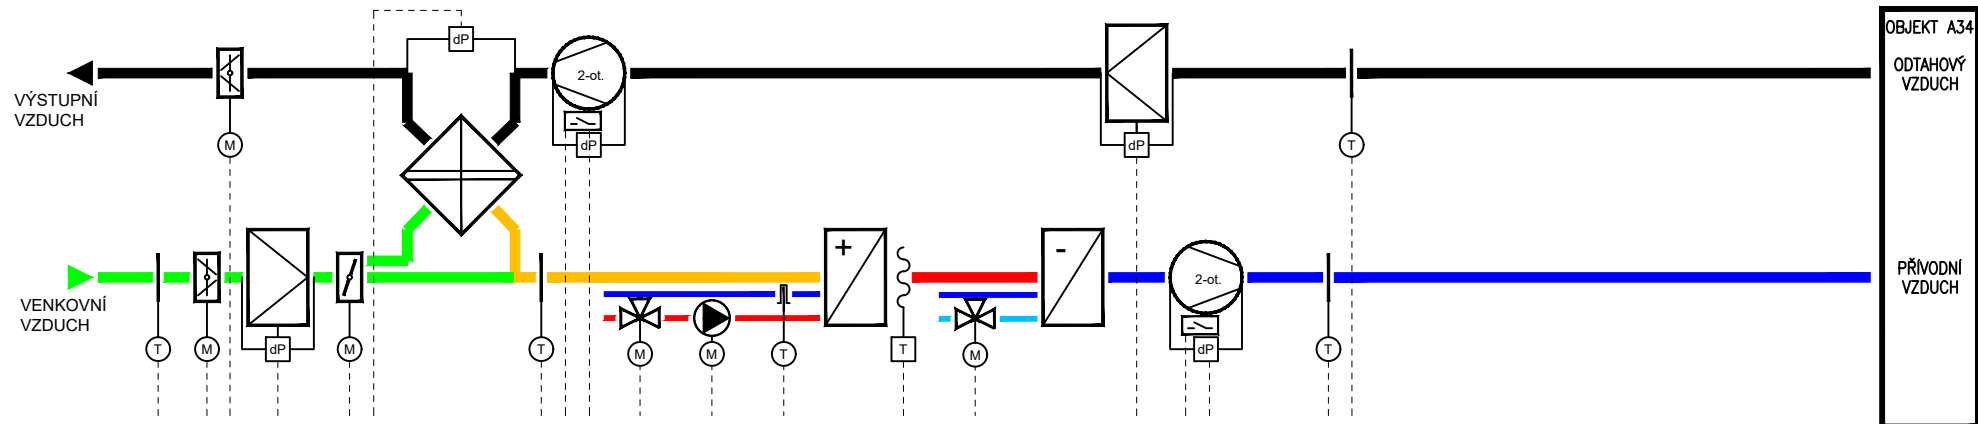 dP
OBJEKT A34
2-ot.
ODTAHOVÝ
VZDUCH
VÝSTUPNÍ
VZDUCH
M
dP
dP
T
+
-
2-ot.
PŘÍVODNÍ
VZDUCH
VENKOVNÍ
VZDUCH
T
M
dP
M
T
M
M
T
T
M
dP
T